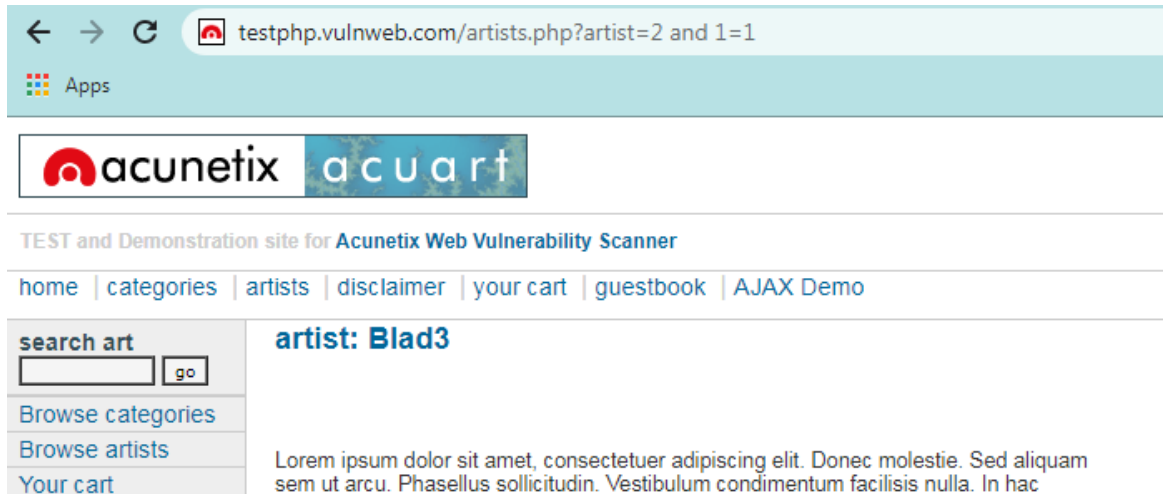 testphp.vulnweb.com/artists.php?artist=2 and 1=1
Apps
acunetix acuart
TEST and Demonstration site for Acunetix Web Vulnerability Scanner
home | categories | artists | disclaimer | your cart | guestbook | AJAX Demo
search art
go
Browse categories
Browse artists
Your cart
artist: Blad3
Lorem ipsum dolor sit amet, consectetuer adipiscing elit. Donec molestie. Sed aliquam
sem ut arcu. Phasellus sollicitudin. Vestibulum condimentum facilisis nulla. In hac